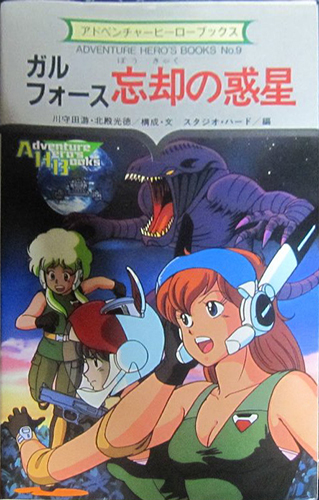 アドベンチャーヒーローブックス
ADVENTURE HERO'S BOOKS No.9
ガル
フォース
ぼう きゃく
忘却の惑星
川守田游・北殿光徳／構成・文 スタジオ・ハード／編
Adventure
Hero's
Books